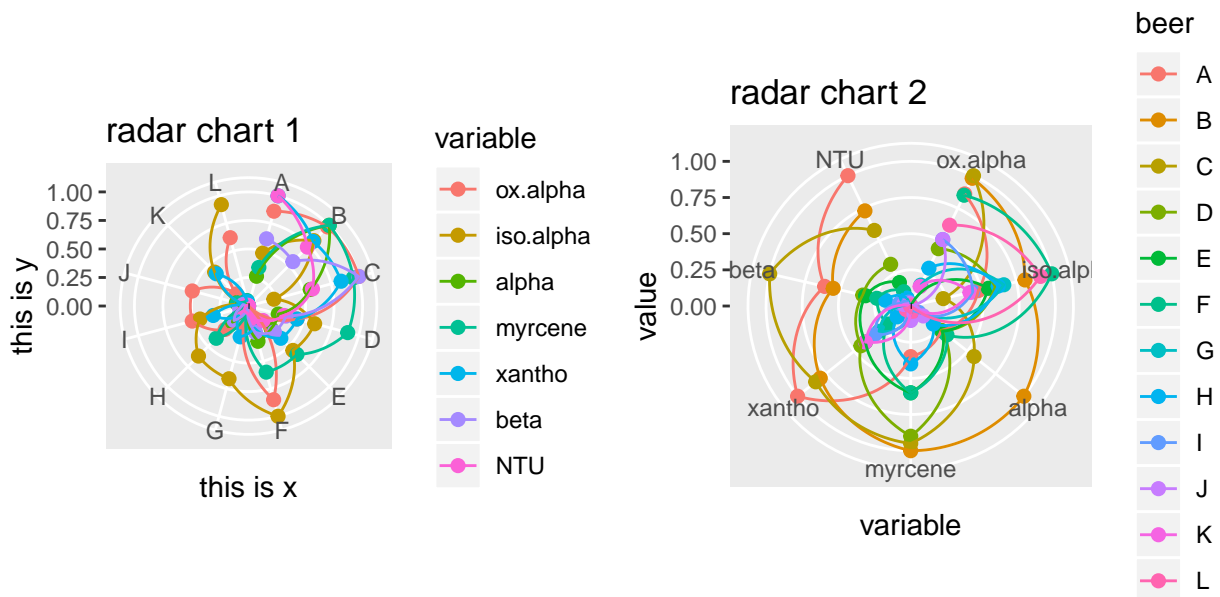 radar chart 1
1.00
0.75
0.50
0.25
0.00
this is y
A
B
C
D
E
F
G
H
I
J
K
L
this is x
variable
ox.alpha
iso.alpha
alpha
myrcene
xantho
beta
NTU
radar chart 2
1.00
0.75
0.50
0.25
0.00
value
NTU
ox.alpha
beta
iso.alph
xantho
alpha
myrcene
variable
beer
A
B
C
D
E
F
G
H
I
J
K
L